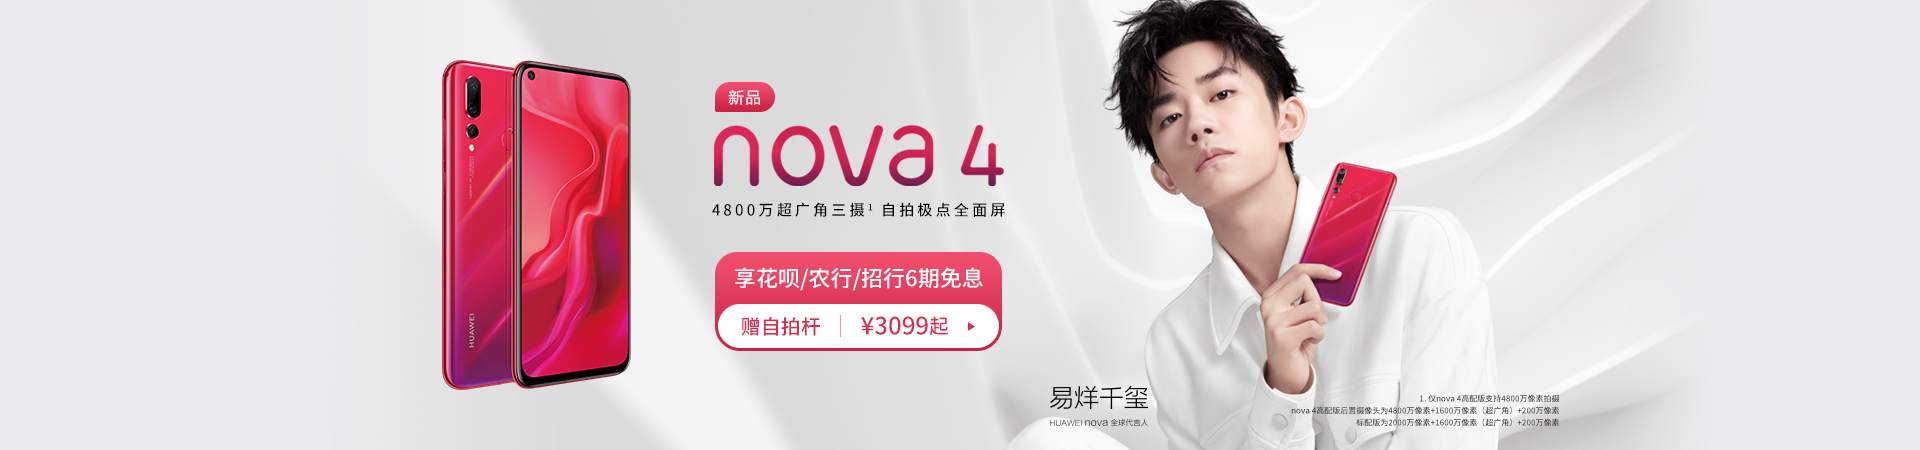 新品
nova 4
4800万超广角三摄¹ 自拍极点全面屏
享花呗/农行/招行6期免息
赠自拍杆 | ¥3099起
HUAWEI
易烊千玺
HUAWEI nova 全球代言人
1. 仅nova 4高配版支持4800万像素拍摄
nova 4高配版后置摄像头为4800万像素+1600万像素（超广角）+200万像素
标配版为2000万像素+1600万像素（超广角）+200万像素